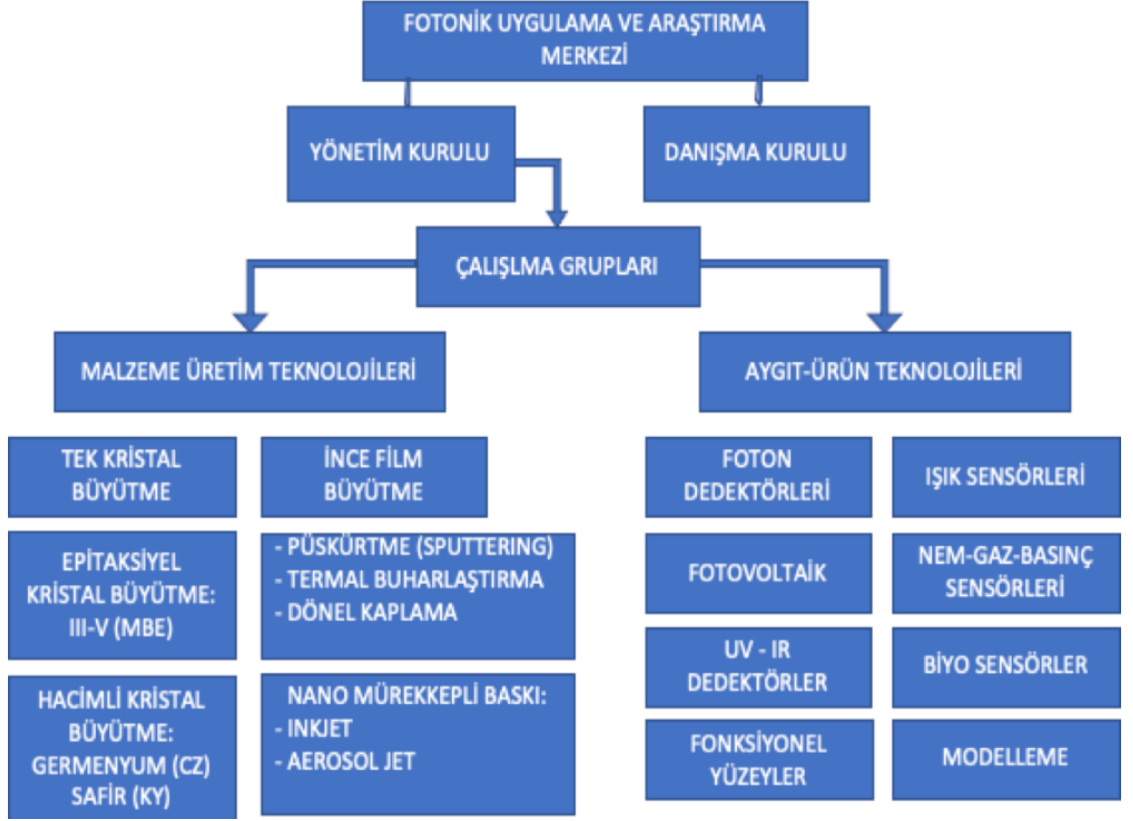 FOTONİK UYGULAMA VE ARAŞTIRMA
MERKEZİ
YÖNETİM KURULU
DANIŞMA KURULU
ÇALIŞLMA GRUPLARI
MALZEME ÜRETİM TEKNOLOJİLERİ
AYGIT-ÜRÜN TEKNOLOJİLERİ
TEK KRİSTAL
BÜYÜTME
İNCE FİLM
BÜYÜTME
EPİTAKSİYEL
KRİSTAL BÜYÜTME:
III-V (MBE)
- PÜSKÜRTME (SPUTTERING)
- TERMAL BUHARLAŞTIRMA
- DÖNEL KAPLAMA
HACİMLİ KRİSTAL
BÜYÜTME:
GERMENYUM (CZ)
SAFİR (KY)
NANO MÜREKKEPLİ BASKI:
- INKJET
- AEROSOL JET
FOTON
DEDEKTÖRLERİ
IŞIK SENSÖRLERİ
FOTOVOLTAİK
NEM-GAZ-BASINÇ
SENSÖRLERİ
UV - IR
DEDEKTÖRLER
BİYO SENSÖRLER
FONKSİYONEL
YÜZEYLER
MODELLEME